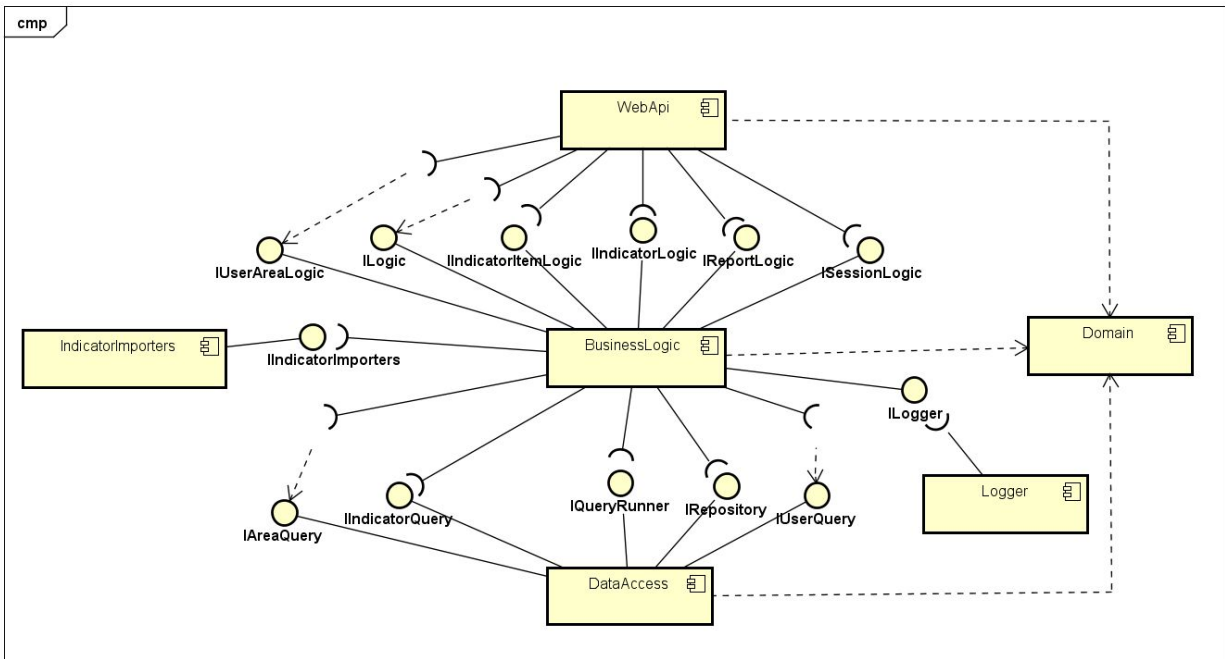 cmp
WebApi
IUserAreaLogic
ILogic
IIndicatorItemLogic
IIndicatorLogic
IReportLogic
ISessionLogic
IndicatorImporters
IIndicatorImporters
BusinessLogic
Domain
ILogger
Logger
IAreaQuery
IIndicatorQuery
IQueryRunner
IRepository
IUserQuery
DataAccess